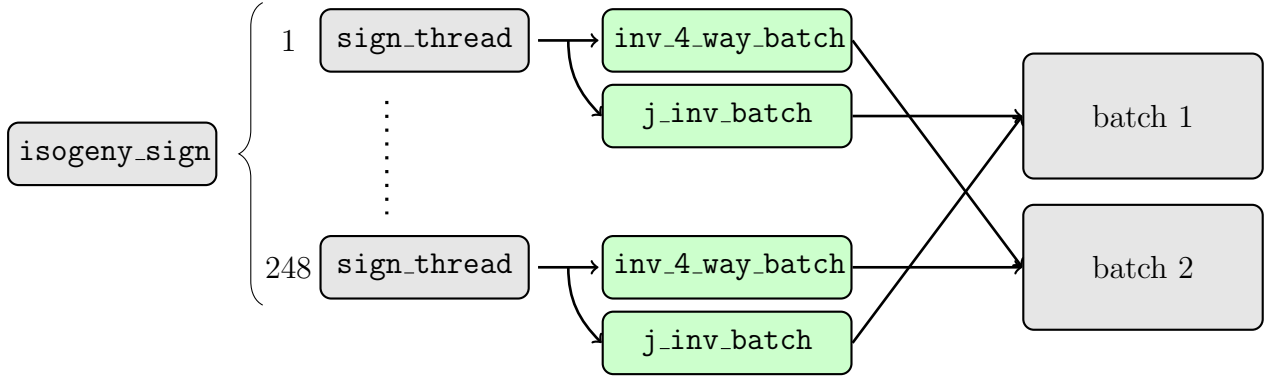 isogeny_sign
1
sign_thread
inv_4_way_batch
j_inv_batch
248
sign_thread
inv_4_way_batch
j_inv_batch
batch 1
batch 2